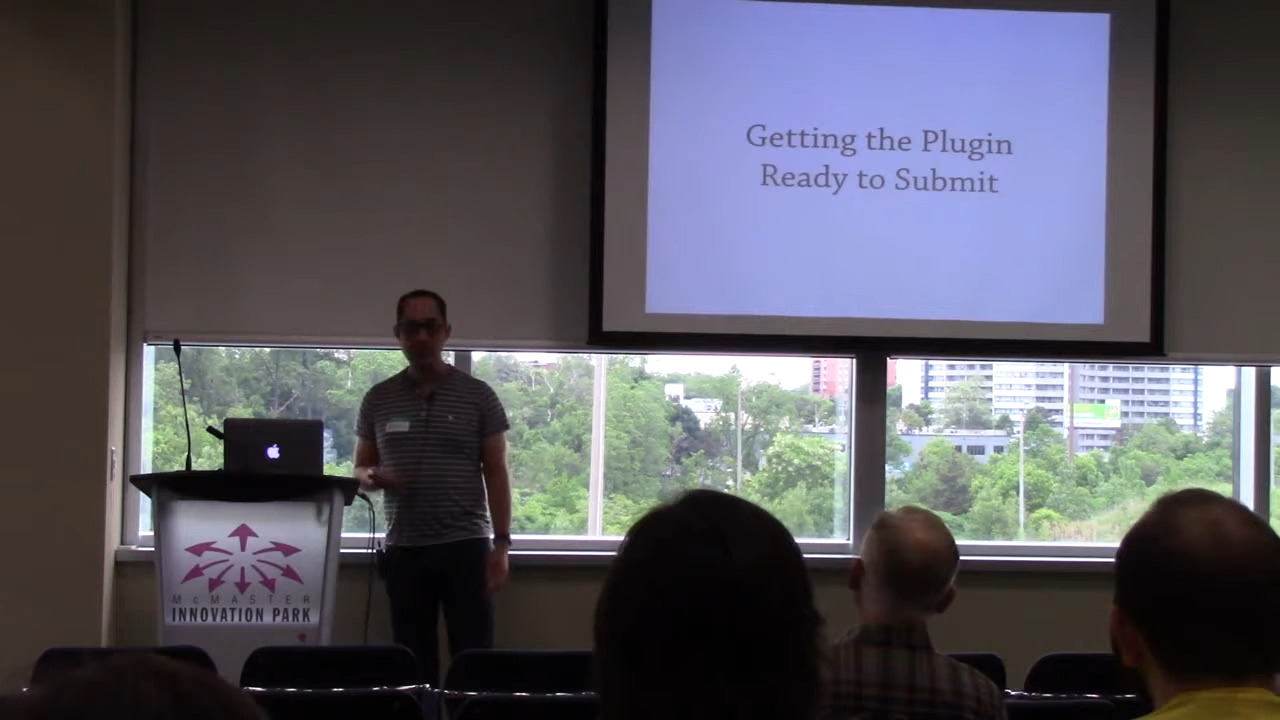 Getting the Plugin
Ready to Submit
McMASTER
INNOVATION PARK